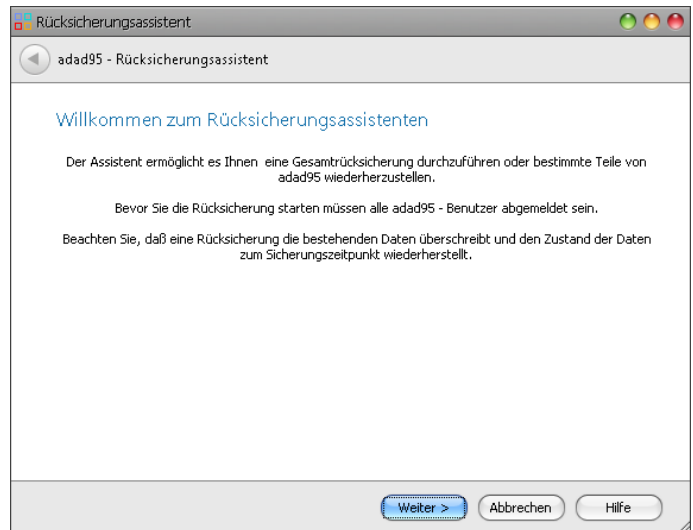 Rücksicherungsassistent
adad95 - Rücksicherungsassistent
Willkommen zum Rücksicherungsassistenten
Der Assistent ermöglicht es Ihnen  eine Gesamtrücksicherung durchzuführen oder bestimmte Teile von
adad95 wiederherzustellen.
Bevor Sie die Rücksicherung starten müssen alle adad95 - Benutzer abgemeldet sein.
Beachten Sie, daß eine Rücksicherung die bestehenden Daten überschreibt und den Zustand der Daten
zum Sicherungszeitpunkt wiederherstellt.
Weiter > Abbrechen Hilfe